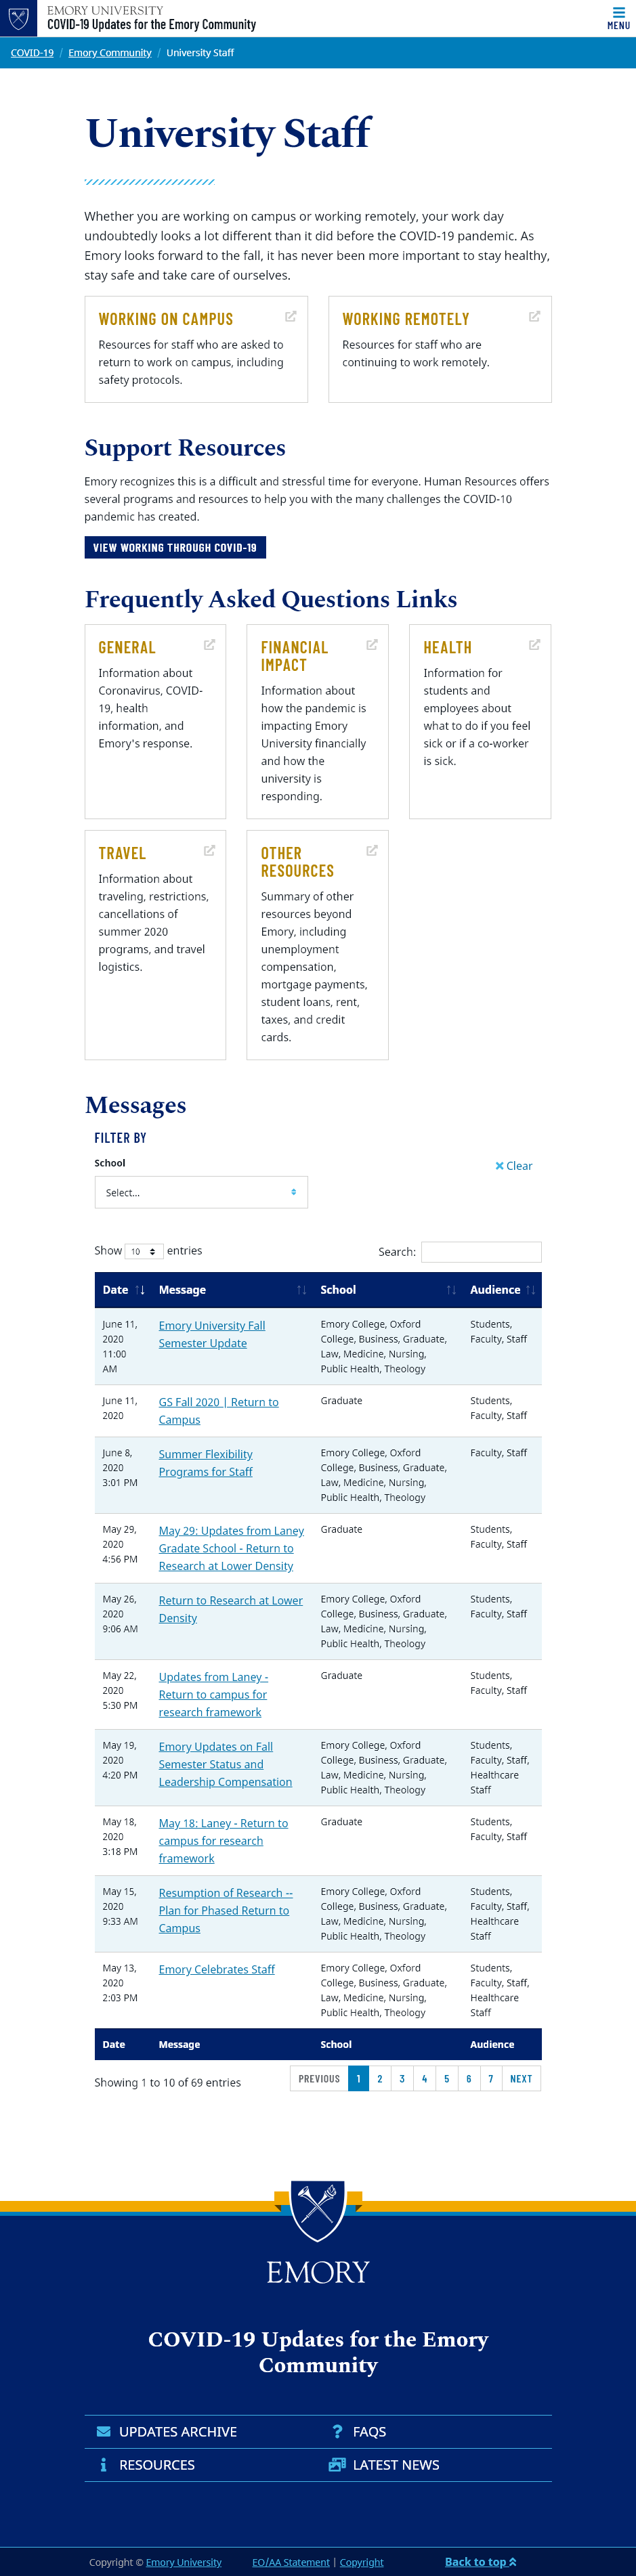 EMORY UNIVERSITY
COVID-19 Updates for the Emory Community
MENU
COVID-19 / Emory Community / University Staff
University Staff
Whether you are working on campus or working remotely, your work day
undoubtedly looks a lot different than it did before the COVID-19 pandemic. As
Emory looks forward to the fall, it has never been more important to stay healthy,
stay safe and take care of ourselves.
WORKING ON CAMPUS
Resources for staff who are asked to
return to work on campus, including
safety protocols.
WORKING REMOTELY
Resources for staff who are
continuing to work remotely.
Support Resources
Emory recognizes this is a difficult and stressful time for everyone. Human Resources offers
several programs and resources to help you with the many challenges the COVID-10
pandemic has created.
VIEW WORKING THROUGH COVID-19
Frequently Asked Questions Links
GENERAL
Information about
Coronavirus, COVID-
19, health
information, and
Emory's response.
FINANCIAL
IMPACT
Information about
how the pandemic is
impacting Emory
University financially
and how the
university is
responding.
HEALTH
Information for
students and
employees about
what to do if you feel
sick or if a co-worker
is sick.
TRAVEL
Information about
traveling, restrictions,
cancellations of
summer 2020
programs, and travel
logistics.
OTHER
RESOURCES
Summary of other
resources beyond
Emory, including
unemployment
compensation,
mortgage payments,
student loans, rent,
taxes, and credit
cards.
Messages
FILTER BY
School
Clear
Select...
Show 10 entries
Search:
Date Message School Audience
June 11,
2020
11:00
AM
Emory University Fall
Semester Update
Emory College, Oxford
College, Business, Graduate,
Law, Medicine, Nursing,
Public Health, Theology
Students,
Faculty, Staff
June 11,
2020
GS Fall 2020 | Return to
Campus
Graduate
Students,
Faculty, Staff
June 8,
2020
3:01 PM
Summer Flexibility
Programs for Staff
Emory College, Oxford
College, Business, Graduate,
Law, Medicine, Nursing,
Public Health, Theology
Faculty, Staff
May 29,
2020
4:56 PM
May 29: Updates from Laney
Gradate School - Return to
Research at Lower Density
Graduate
Students,
Faculty, Staff
May 26,
2020
9:06 AM
Return to Research at Lower
Density
Emory College, Oxford
College, Business, Graduate,
Law, Medicine, Nursing,
Public Health, Theology
Students,
Faculty, Staff
May 22,
2020
5:30 PM
Updates from Laney -
Return to campus for
research framework
Graduate
Students,
Faculty, Staff
May 19,
2020
4:20 PM
Emory Updates on Fall
Semester Status and
Leadership Compensation
Emory College, Oxford
College, Business, Graduate,
Law, Medicine, Nursing,
Public Health, Theology
Students,
Faculty, Staff,
Healthcare
Staff
May 18,
2020
3:18 PM
May 18: Laney - Return to
campus for research
framework
Graduate
Students,
Faculty, Staff
May 15,
2020
9:33 AM
Resumption of Research --
Plan for Phased Return to
Campus
Emory College, Oxford
College, Business, Graduate,
Law, Medicine, Nursing,
Public Health, Theology
Students,
Faculty, Staff,
Healthcare
Staff
May 13,
2020
2:03 PM
Emory Celebrates Staff
Emory College, Oxford
College, Business, Graduate,
Law, Medicine, Nursing,
Public Health, Theology
Students,
Faculty, Staff,
Healthcare
Staff
Date Message School Audience
Showing 1 to 10 of 69 entries
PREVIOUS 1 2 3 4 5 6 7 NEXT
EMORY
COVID-19 Updates for the Emory
Community
UPDATES ARCHIVE
FAQS
RESOURCES
LATEST NEWS
Copyright © Emory University
EO/AA Statement | Copyright
Back to top